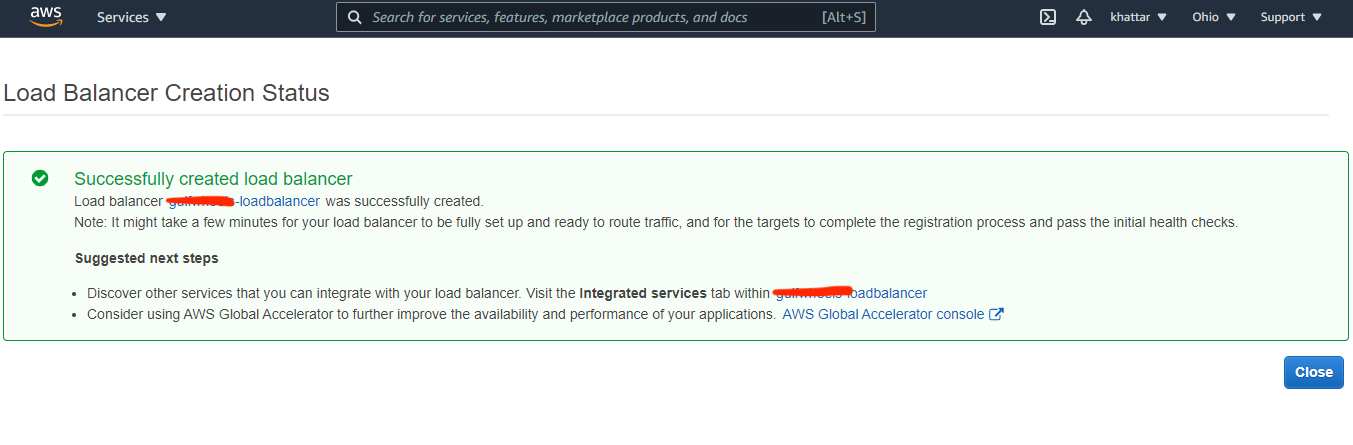 aws
Services
Search for services, features, marketplace products, and docs [Alt+S]
khattar
Ohio
Support
Load Balancer Creation Status
Successfully created load balancer
Load balancer -loadbalancer was successfully created.
Note: It might take a few minutes for your load balancer to be fully set up and ready to route traffic, and for the targets to complete the registration process and pass the initial health checks.
Suggested next steps
• Discover other services that you can integrate with your load balancer. Visit the Integrated services tab within loadbalancer
• Consider using AWS Global Accelerator to further improve the availability and performance of your applications. AWS Global Accelerator console
Close